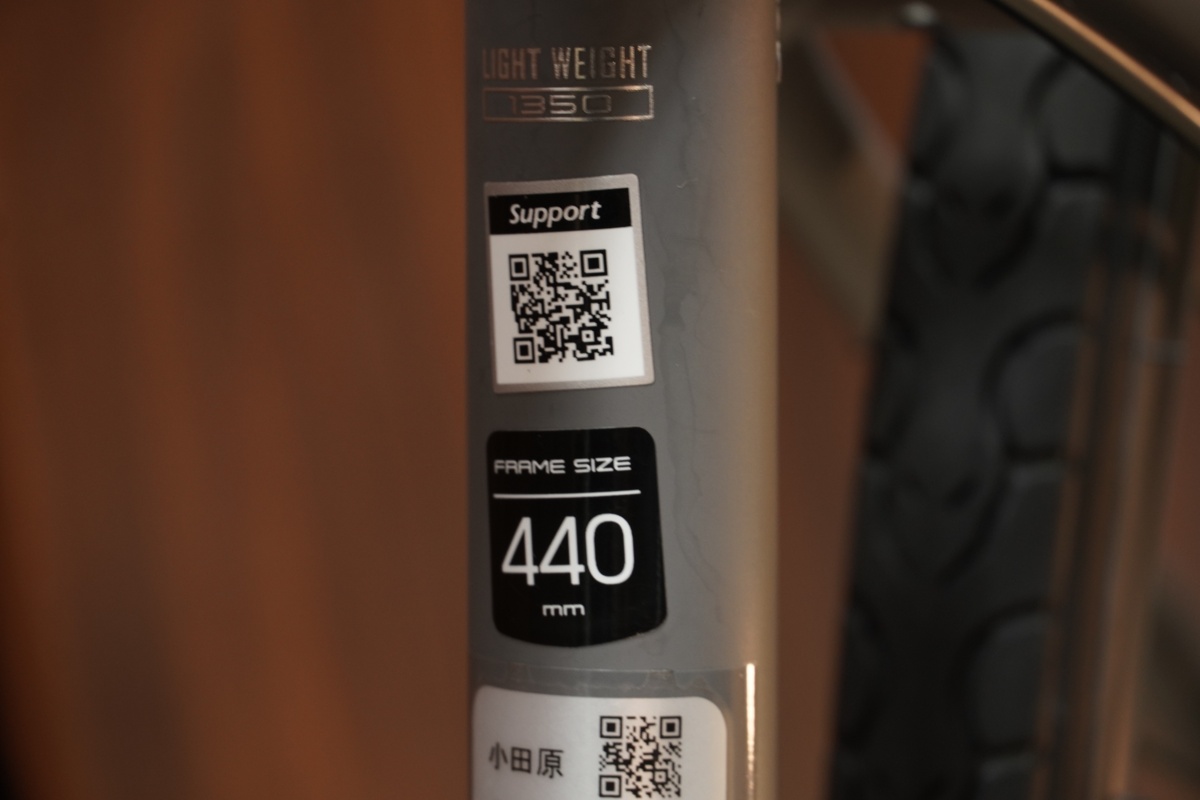 LIGHT WEIGHT
1350
Support
FRAME SIZE
440
mm
小田原